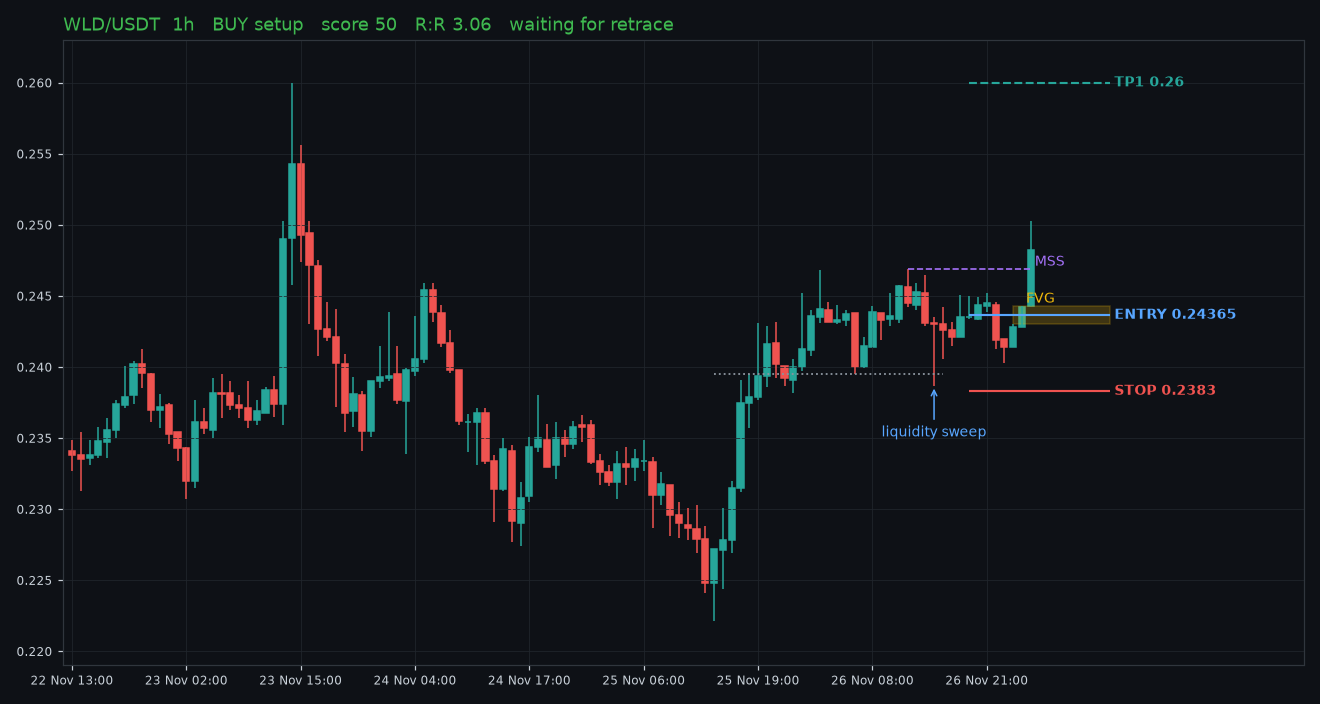 WLD/USDT 1h BUY setup score 50 R:R 3.06 waiting for retrace
0.260
TP1 0.26
0.255
0.250
MSS
0.245
FVG
ENTRY 0.24365
0.240
STOP 0.2383
liquidity sweep
0.235
0.230
0.225
0.220
22 Nov 13:00 23 Nov 02:00 23 Nov 15:00 24 Nov 04:00 24 Nov 17:00 25 Nov 06:00 25 Nov 19:00 26 Nov 08:00 26 Nov 21:00